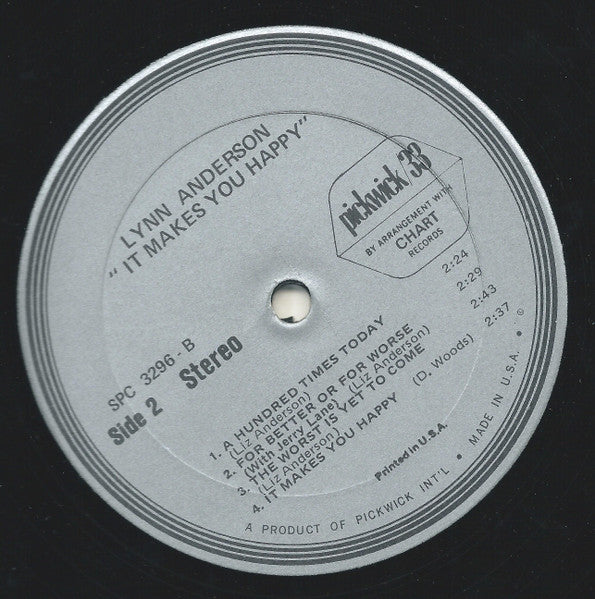 LYNN ANDERSON
"IT MAKES YOU HAPPY"
pickwick/33
BY ARRANGEMENT WITH
CHART
RECORDS
SPC 3296-B
Side 2 Stereo
1. A HUNDRED TIMES TODAY 2:24
(Liz Anderson)
2. FOR BETTER OR FOR WORSE 2:29
(With Jerry Lane) (Liz Anderson)
3. THE WORST IS YET TO COME 2:43
(Liz Anderson)
4. IT MAKES YOU HAPPY (D. Woods) 2:37
Printed in U.S.A.
A PRODUCT OF PICKWICK INT'L • MADE IN U.S.A. • ©